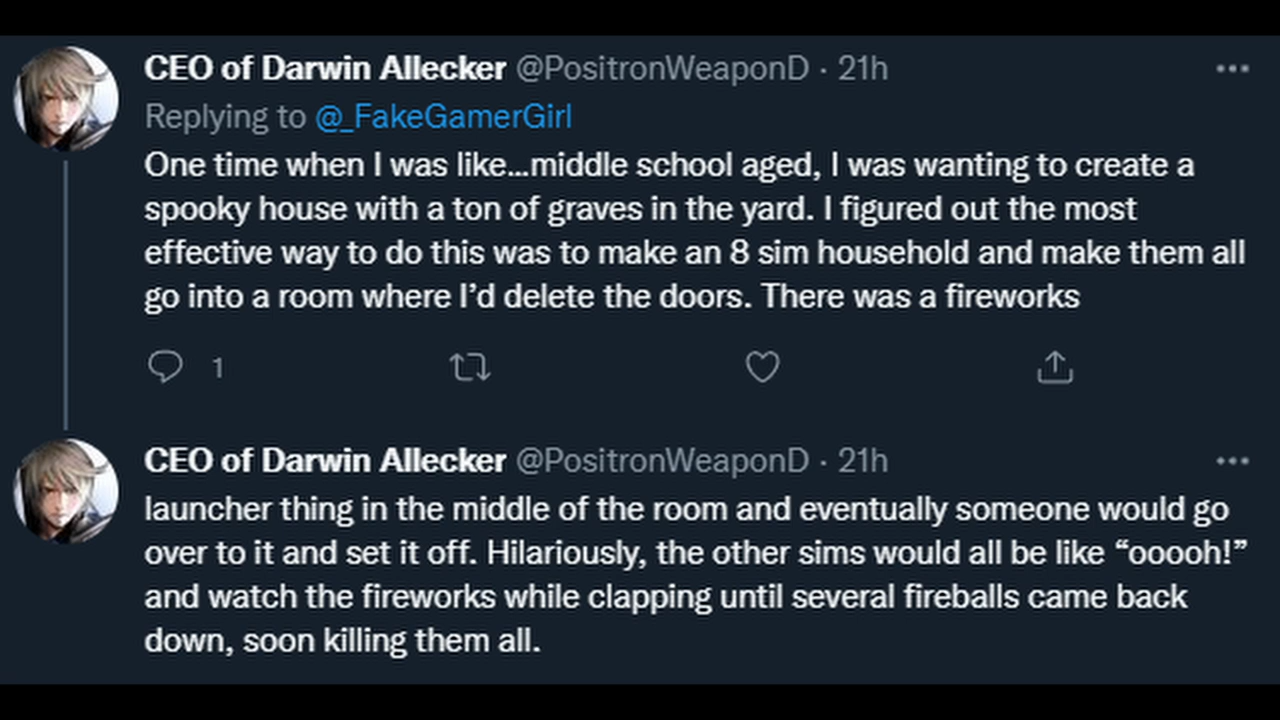 CEO of Darwin Allecker @PositronWeaponD · 21h
Replying to @_FakeGamerGirl
One time when I was like...middle school aged, I was wanting to create a
spooky house with a ton of graves in the yard. I figured out the most
effective way to do this was to make an 8 sim household and make them all
go into a room where I’d delete the doors. There was a fireworks
1
CEO of Darwin Allecker @PositronWeaponD · 21h
launcher thing in the middle of the room and eventually someone would go
over to it and set it off. Hilariously, the other sims would all be like “ooooh!”
and watch the fireworks while clapping until several fireballs came back
down, soon killing them all.